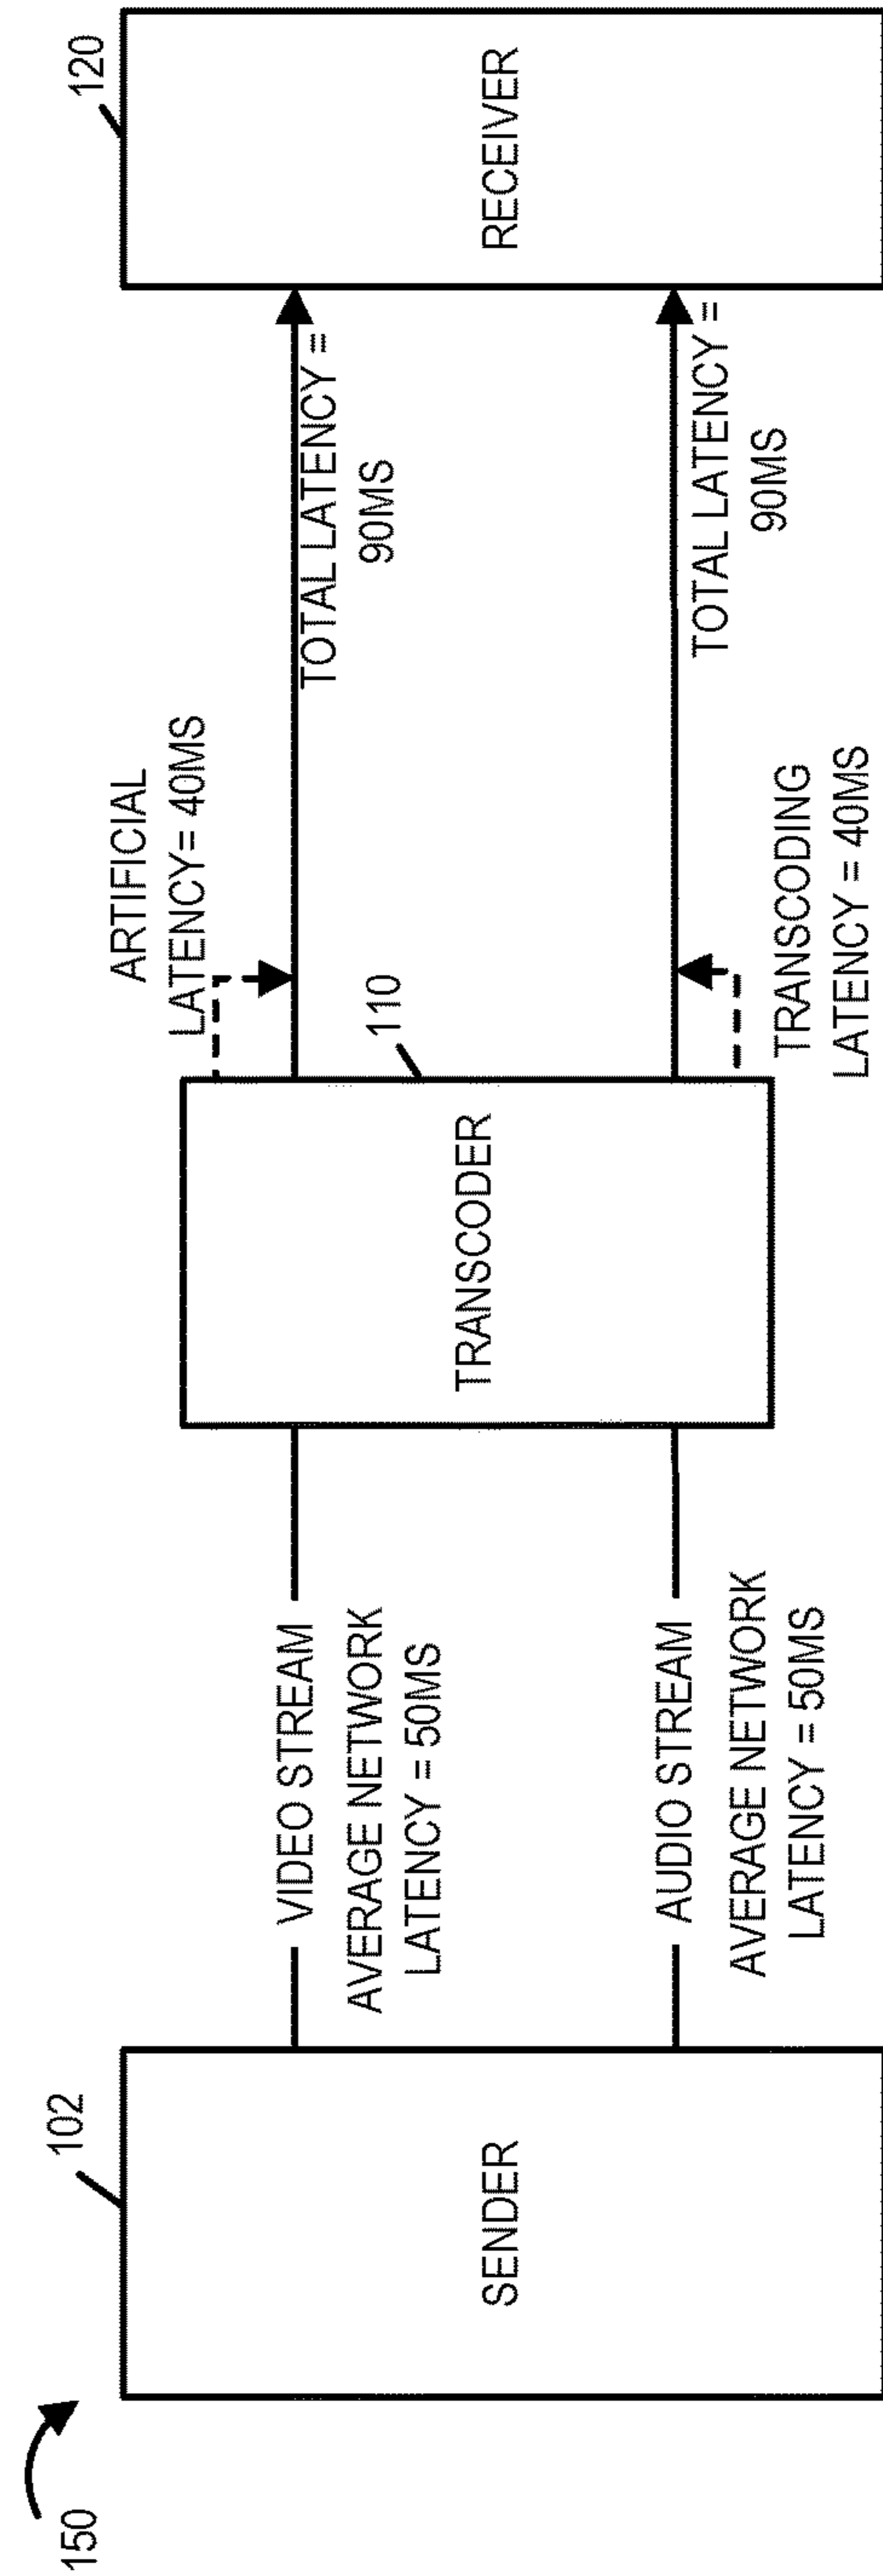 150
102
SENDER
VIDEO STREAM
AVERAGE NETWORK
LATENCY = 50MS
AUDIO STREAM
AVERAGE NETWORK
LATENCY = 50MS
TRANSCODER
110
ARTIFICIAL
LATENCY= 40MS
TRANSCODING
LATENCY = 40MS
TOTAL LATENCY =
90MS
TOTAL LATENCY =
90MS
120
RECEIVER